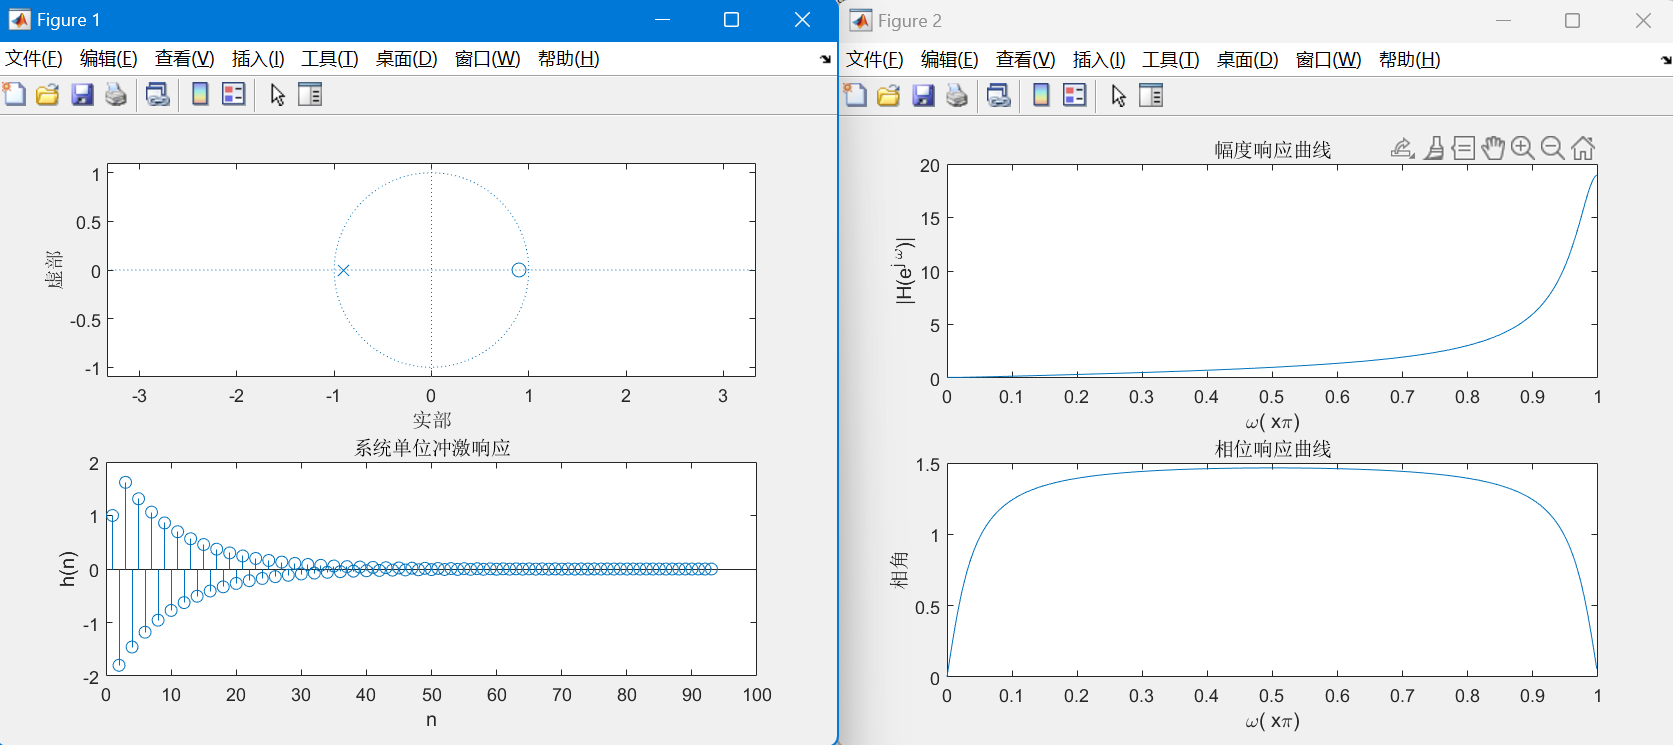 Figure 1
文件(F) 编辑(E) 查看(V) 插入(I) 工具(T) 桌面(D) 窗口(W) 帮助(H)
1
0.5
0
-0.5
-1
虚部
-3 -2 -1 0 1 2 3
实部
系统单位冲激响应
2
1
0
-1
-2
h(n)
0 10 20 30 40 50 60 70 80 90 100
n
Figure 2
文件(F) 编辑(E) 查看(V) 插入(I) 工具(T) 桌面(D) 窗口(W) 帮助(H)
幅度响应曲线
20
15
10
5
0
|H(e^{jω})|
0 0.1 0.2 0.3 0.4 0.5 0.6 0.7 0.8 0.9 1
ω( xπ)
相位响应曲线
1.5
1
0.5
0
相角
0 0.1 0.2 0.3 0.4 0.5 0.6 0.7 0.8 0.9 1
ω( xπ)